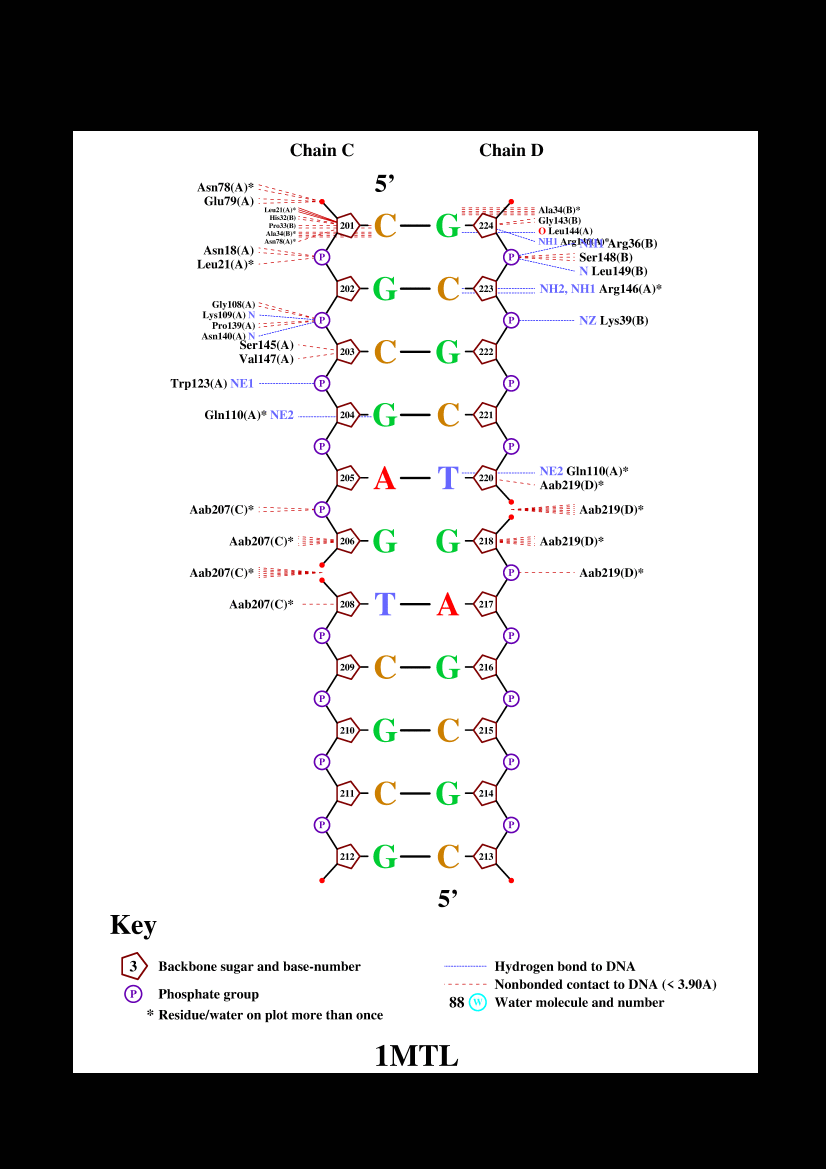 Chain C Chain D
5’
Asn78(A)*
Glu79(A)
Leu21(A)*
His32(B)
Pro33(B)
Ala34(B)*
Asn78(A)*
201 C G 224
Ala34(B)*
Gly143(B)
O Leu144(A)
NH1 Arg146(A)*
NH1 Arg36(B)
Asn18(A)
Leu21(A)*
P P
Ser148(B)
N Leu149(B)
202 G C 223 NH2, NH1 Arg146(A)*
Gly108(A)
Lys109(A) N
Pro139(A)
Asn140(A) N
P P NZ Lys39(B)
Ser145(A)
Val147(A)
203 C G 222
Trp123(A) NE1 P P
Gln110(A)* NE2 204 G C 221
P P
205 A T 220
NE2 Gln110(A)*
Aab219(D)*
Aab207(C)* P Aab219(D)*
Aab207(C)* 206 G G 218 Aab219(D)*
Aab207(C)* P Aab219(D)*
Aab207(C)* 208 T A 217
P P
209 C G 216
P P
210 G C 215
P P
211 C G 214
P P
212 G C 213
5’
Key
3 Backbone sugar and base-number
P Phosphate group
* Residue/water on plot more than once
Hydrogen bond to DNA
Nonbonded contact to DNA (< 3.90A)
88 W Water molecule and number
1MTL